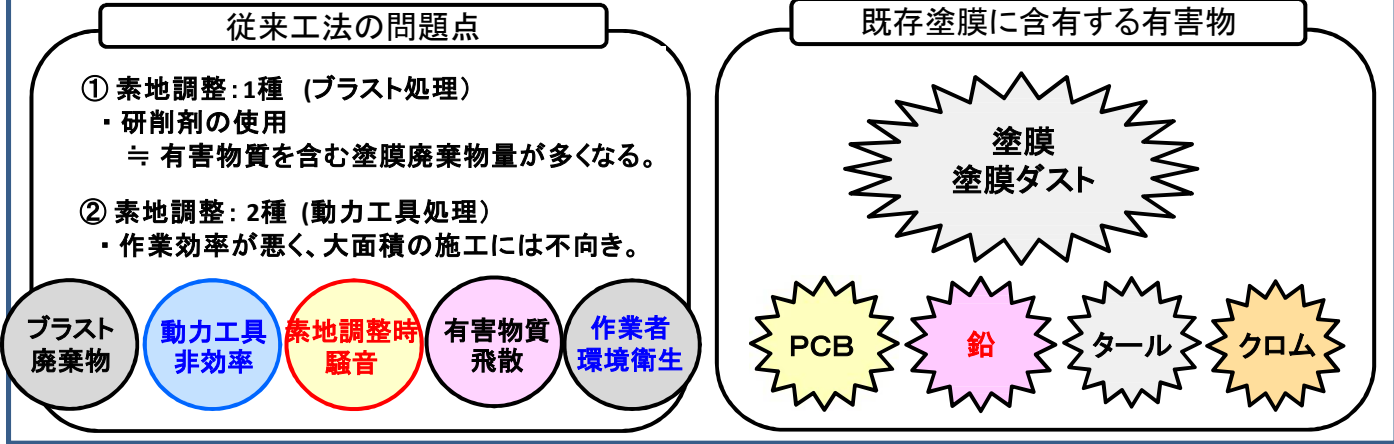 従来工法の問題点
① 素地調整:1種 (ブラスト処理)
・研削剤の使用
≒ 有害物質を含む塗膜廃棄物量が多くなる。
② 素地調整: 2種 (動力工具処理)
・作業効率が悪く、大面積の施工には不向き。
ブラスト
廃棄物
動力工具
非効率
素地調整時
騒音
有害物質
飛散
作業者
環境衛生
既存塗膜に含有する有害物
塗膜
塗膜ダスト
PCB
鉛
タール
クロム